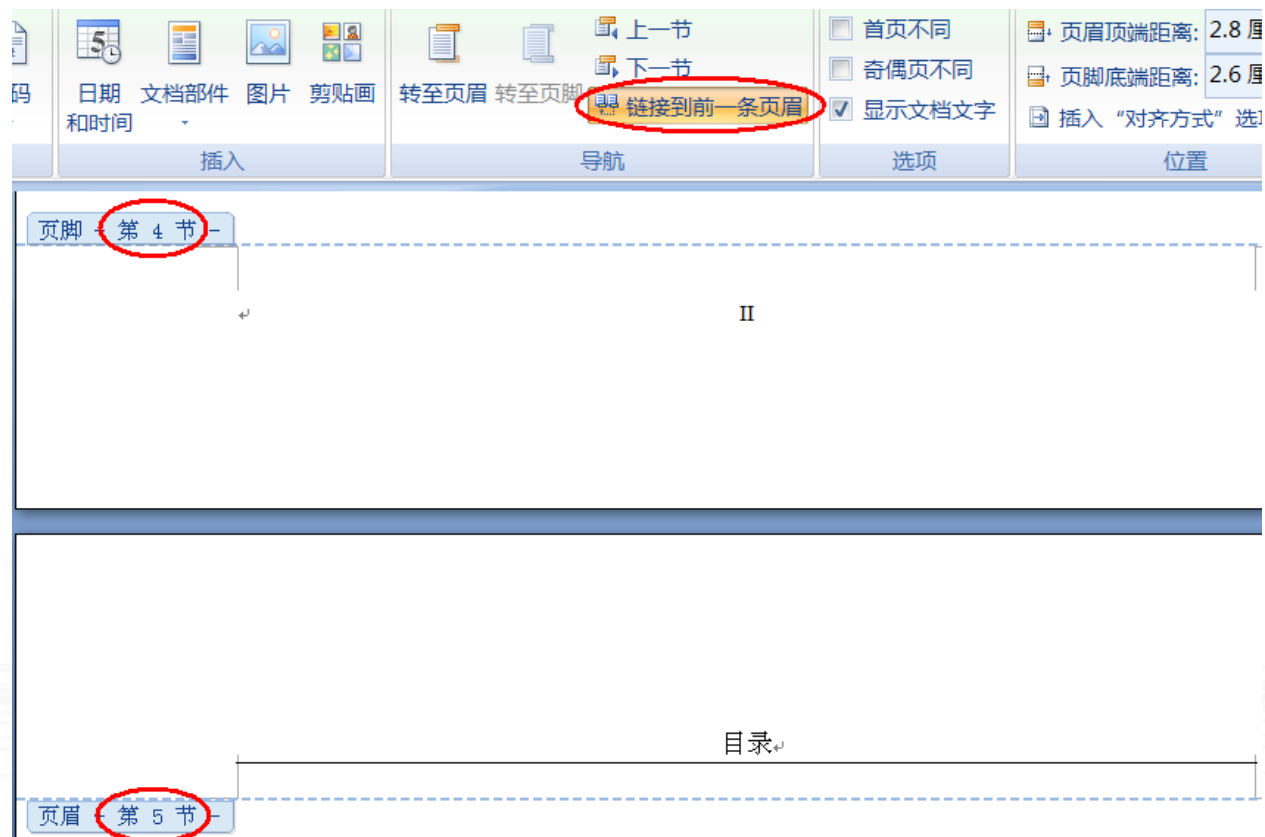 上一节
首页不同
页眉顶端距离: 2.8
下一节
奇偶页不同
页脚底端距离: 2.6
码
日期
和时间
文档部件
图片
剪贴画
转至页眉
转至页脚
链接到前一条页眉
显示文档文字
插入“对齐方式”选
插入
导航
选项
位置
页脚 - 第 4 节 -
II
目录
页眉 - 第 5 节 -